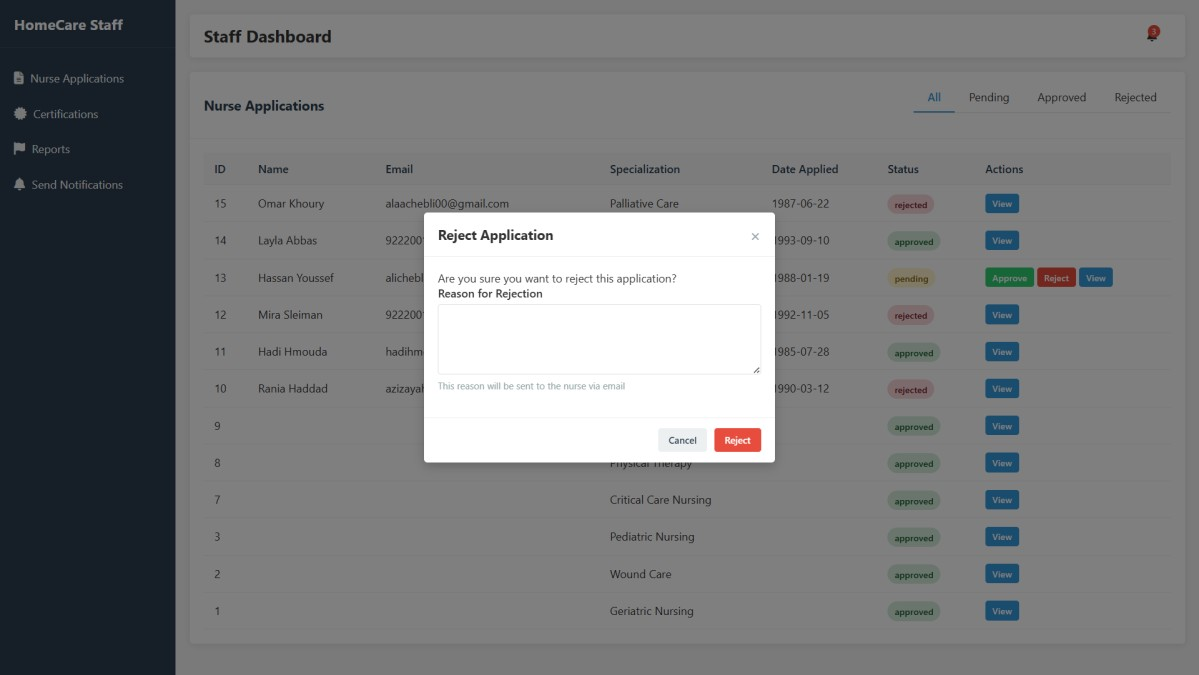 HomeCare Staff
Nurse Applications
Certifications
Reports
Send Notifications
Staff Dashboard
3
Nurse Applications
All Pending Approved Rejected
ID Name Email Specialization Date Applied Status Actions
15 Omar Khoury alaachebli00@gmail.com Palliative Care 1987-06-22 rejected View
14 Layla Abbas 1993-09-10 approved View
13 Hassan Youssef 1988-01-19 pending Approve Reject View
12 Mira Sleiman 1992-11-05 rejected View
11 Hadi Hmouda 1985-07-28 approved View
10 Rania Haddad 1990-03-12 rejected View
9 approved View
8 Physical Therapy approved View
7 Critical Care Nursing approved View
3 Pediatric Nursing approved View
2 Wound Care approved View
1 Geriatric Nursing approved View
Reject Application
×
Are you sure you want to reject this application?
Reason for Rejection
This reason will be sent to the nurse via email
Cancel Reject